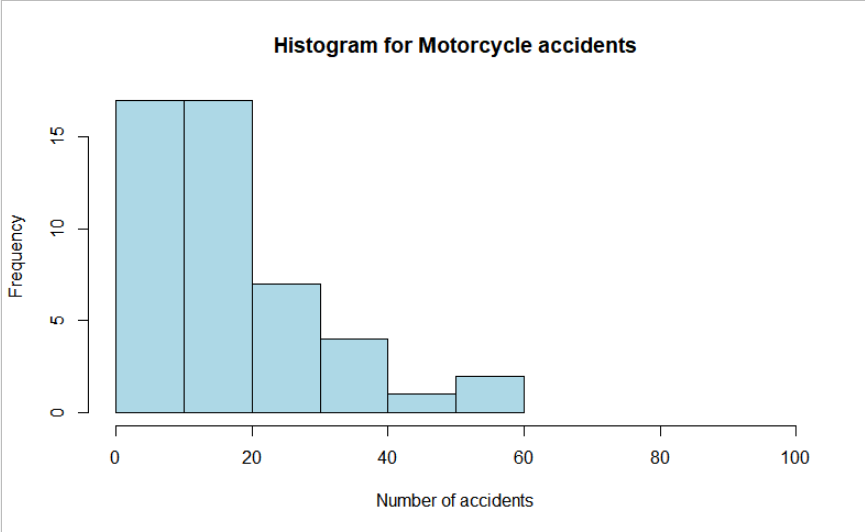 Histogram for Motorcycle accidents
Frequency
15
10
5
0
0 20 40 60 80 100
Number of accidents